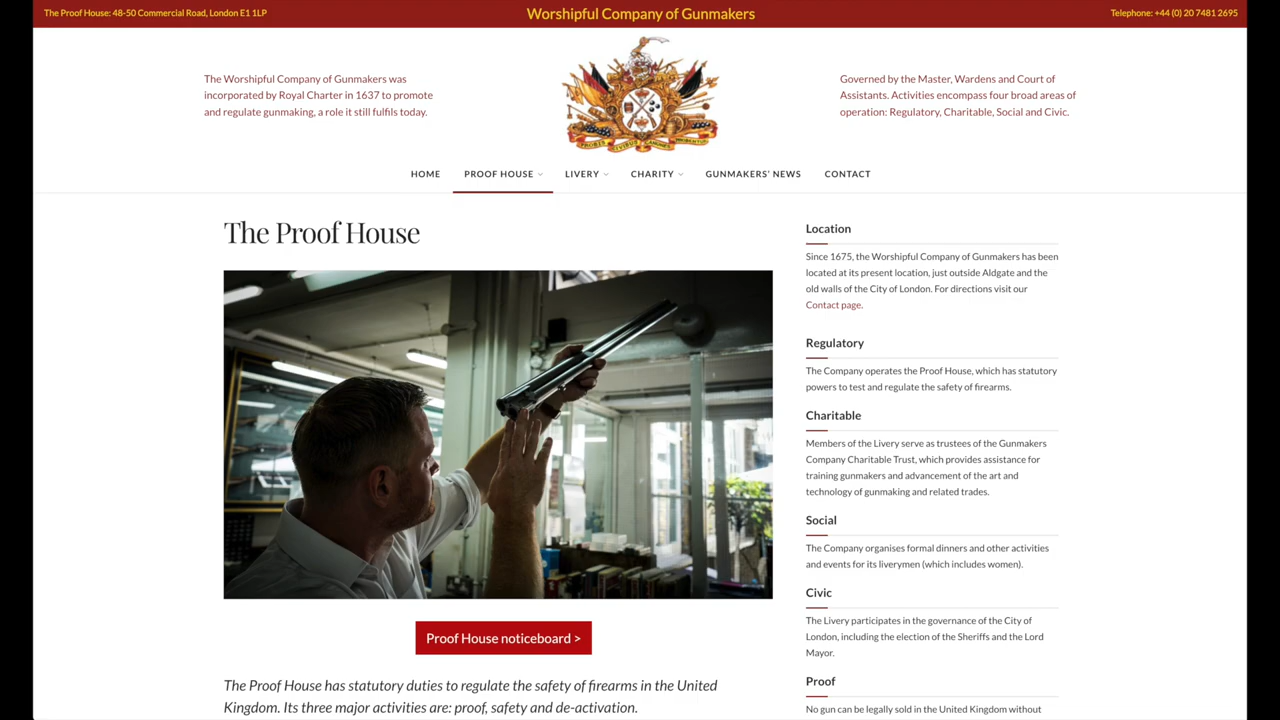 The Proof House: 48-50 Commercial Road, London E1 1LP
Worshipful Company of Gunmakers
Telephone: +44 (0) 20 7481 2695
The Worshipful Company of Gunmakers was
incorporated by Royal Charter in 1637 to promote
and regulate gunmaking, a role it still fulfils today.
Governed by the Master, Wardens and Court of
Assistants. Activities encompass four broad areas of
operation: Regulatory, Charitable, Social and Civic.
HOME
PROOF HOUSE
LIVERY
CHARITY
GUNMAKERS' NEWS
CONTACT
The Proof House
Proof House noticeboard >
The Proof House has statutory duties to regulate the safety of firearms in the United
Kingdom. Its three major activities are: proof, safety and de-activation.
Location
Since 1675, the Worshipful Company of Gunmakers has been
located at its present location, just outside Aldgate and the
old walls of the City of London. For directions visit our
Contact page.
Regulatory
The Company operates the Proof House, which has statutory
powers to test and regulate the safety of firearms.
Charitable
Members of the Livery serve as trustees of the Gunmakers
Company Charitable Trust, which provides assistance for
training gunmakers and advancement of the art and
technology of gunmaking and related trades.
Social
The Company organises formal dinners and other activities
and events for its liverymen (which includes women).
Civic
The Livery participates in the governance of the City of
London, including the election of the Sheriffs and the Lord
Mayor.
Proof
No gun can be legally sold in the United Kingdom without